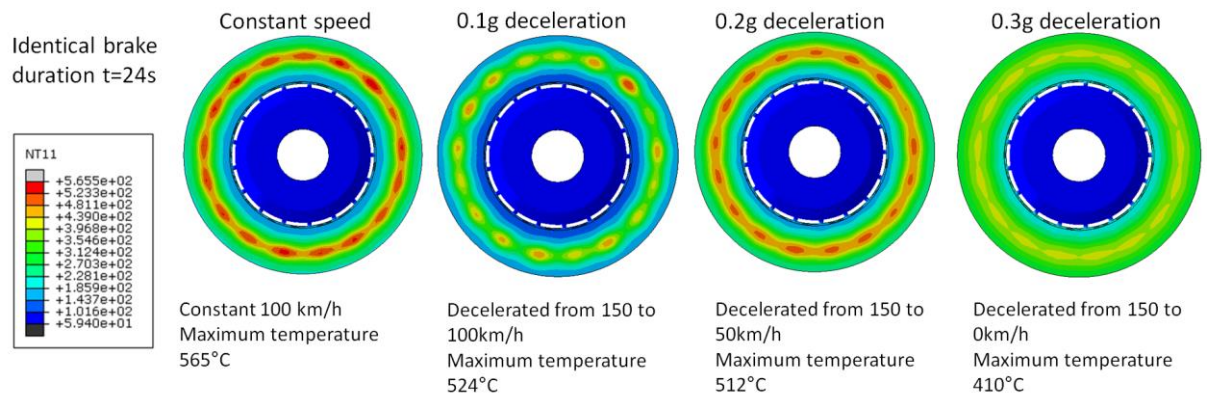 Constant speed
0.1g deceleration
0.2g deceleration
0.3g deceleration
Identical brake
duration t=24s
NT11
+5.655e+02
+5.233e+02
+4.811e+02
+4.390e+02
+3.968e+02
+3.546e+02
+3.124e+02
+2.703e+02
+2.281e+02
+1.859e+02
+1.437e+02
+1.016e+02
+5.940e+01
Constant 100 km/h
Maximum temperature
565°C
Decelerated from 150 to
100km/h
Maximum temperature
524°C
Decelerated from 150 to
50km/h
Maximum temperature
512°C
Decelerated from 150 to
0km/h
Maximum temperature
410°C